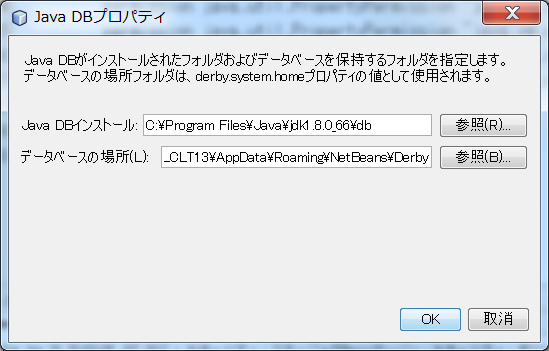 Java DBプロパティ
Java DBがインストールされたフォルダおよびデータベースを保持するフォルダを指定します。
データベースの場所フォルダは、derby.system.homeプロパティの値として使用されます。
Java DBインストール: C:¥Program Files¥Java¥jdk1.8.0_66¥db 参照(R)...
データベースの場所(L): _CLT13¥AppData¥Roaming¥NetBeans¥Derby 参照(B)...
OK 取消